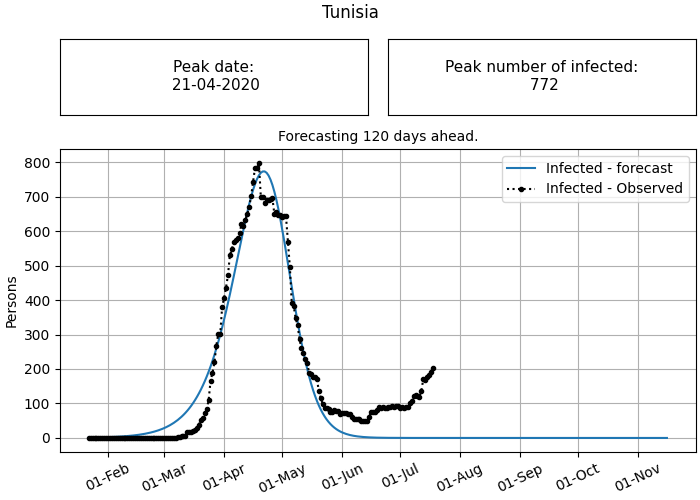 Tunisia
Peak date:
21-04-2020
Peak number of infected:
772
Forecasting 120 days ahead.
Infected - forecast
Infected - Observed
Persons
800
700
600
500
400
300
200
100
0
01-Feb
01-Mar
01-Apr
01-May
01-Jun
01-Jul
01-Aug
01-Sep
01-Oct
01-Nov